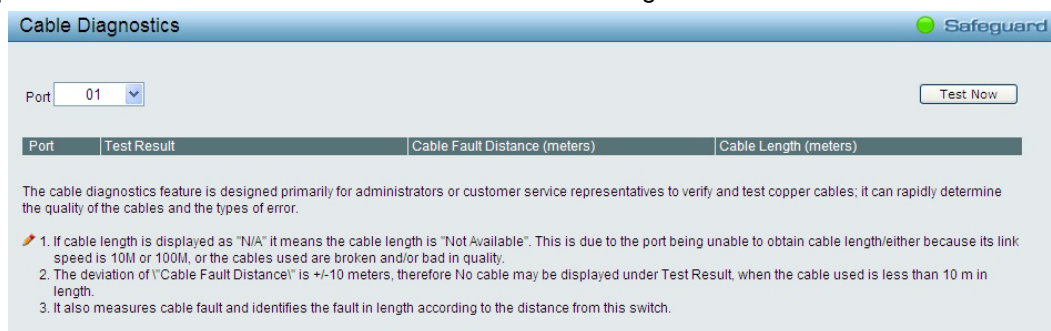 Cable Diagnostics
Safeguard
Port 01
Test Now
Port Test Result Cable Fault Distance (meters) Cable Length (meters)
The cable diagnostics feature is designed primarily for administrators or customer service representatives to verify and test copper cables; it can rapidly determine
the quality of the cables and the types of error.
1. If cable length is displayed as "N/A" it means the cable length is "Not Available". This is due to the port being unable to obtain cable length/either because its link
speed is 10M or 100M, or the cables used are broken and/or bad in quality.
2. The deviation of \"Cable Fault Distance\" is +/-10 meters, therefore No cable may be displayed under Test Result, when the cable used is less than 10 m in
length.
3. It also measures cable fault and identifies the fault in length according to the distance from this switch.